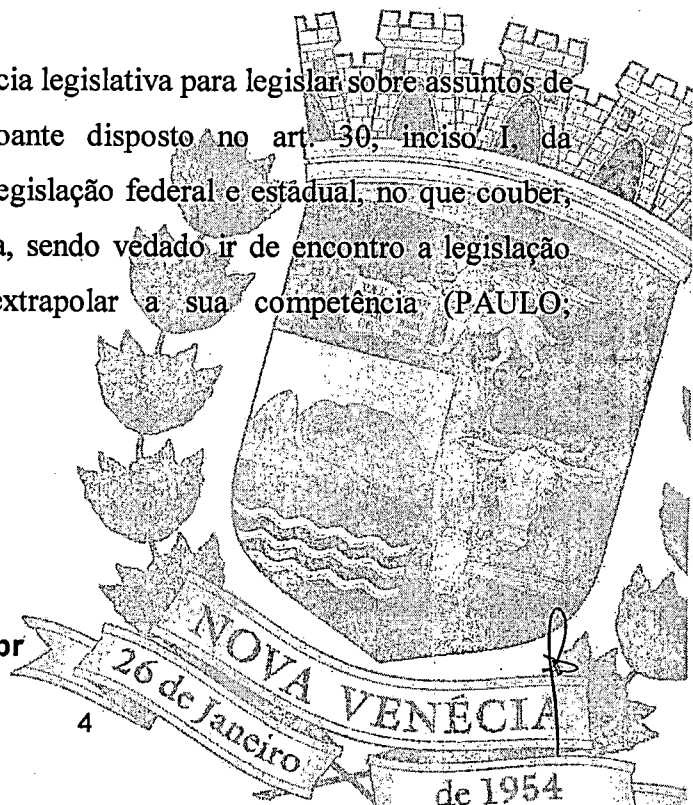 cia legislativa para legislar sobre assuntos de
oante disposto no art. 30, inciso I, da
egislação federal e estadual, no que couber,
a, sendo vedado ir de encontro a legislação
extrapolar a sua competência (PAULO;
br
4
NOVA VENÉCIA
26 de Janeiro
de 1954